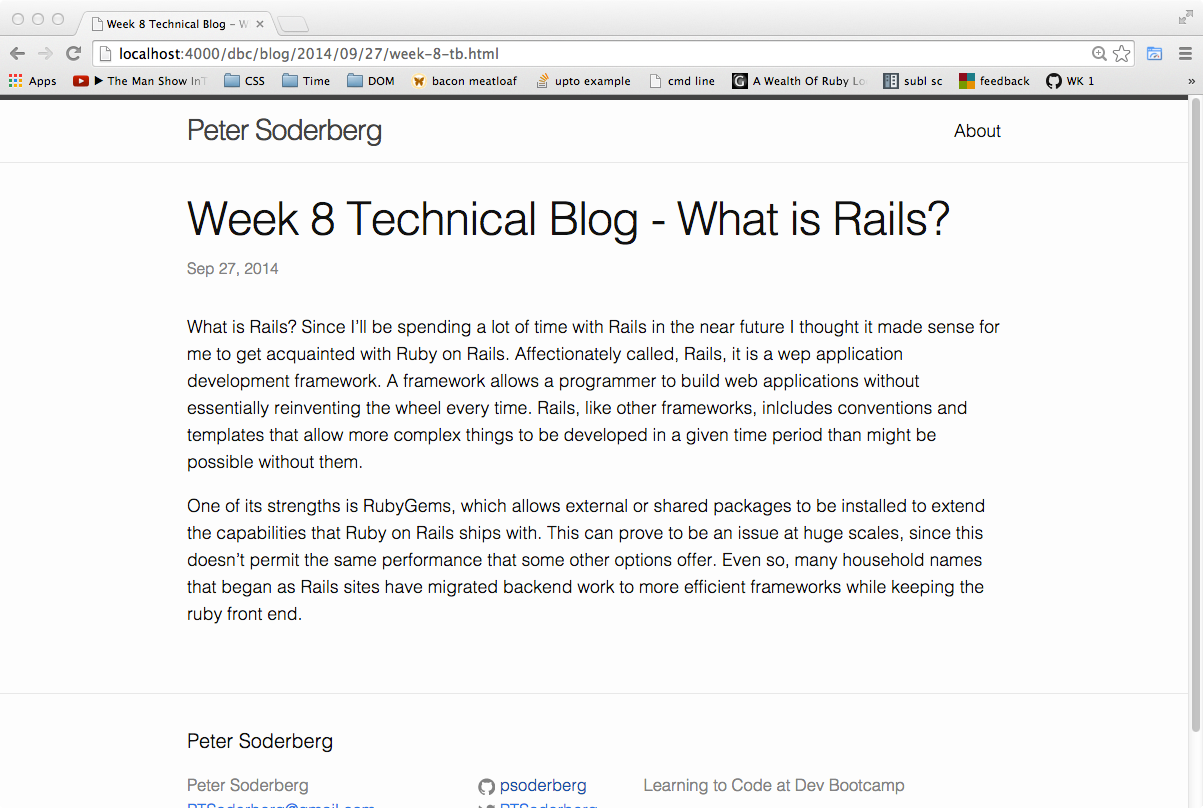 Week 8 Technical Blog - W
localhost:4000/dbc/blog/2014/09/27/week-8-tb.html
Apps ▶ The Man Show InT CSS Time DOM bacon meatloaf upto example cmd line A Wealth Of Ruby Lo subl sc feedback WK 1 »
Peter Soderberg About
Week 8 Technical Blog - What is Rails?
Sep 27, 2014
What is Rails? Since I'll be spending a lot of time with Rails in the near future I thought it made sense for
me to get acquainted with Ruby on Rails. Affectionately called, Rails, it is a wep application
development framework. A framework allows a programmer to build web applications without
essentially reinventing the wheel every time. Rails, like other frameworks, inlcludes conventions and
templates that allow more complex things to be developed in a given time period than might be
possible without them.
One of its strengths is RubyGems, which allows external or shared packages to be installed to extend
the capabilities that Ruby on Rails ships with. This can prove to be an issue at huge scales, since this
doesn't permit the same performance that some other options offer. Even so, many household names
that began as Rails sites have migrated backend work to more efficient frameworks while keeping the
ruby front end.
Peter Soderberg
Peter Soderberg psoderberg Learning to Code at Dev Bootcamp
PTSoderberg@gmail.com PTSoderberg